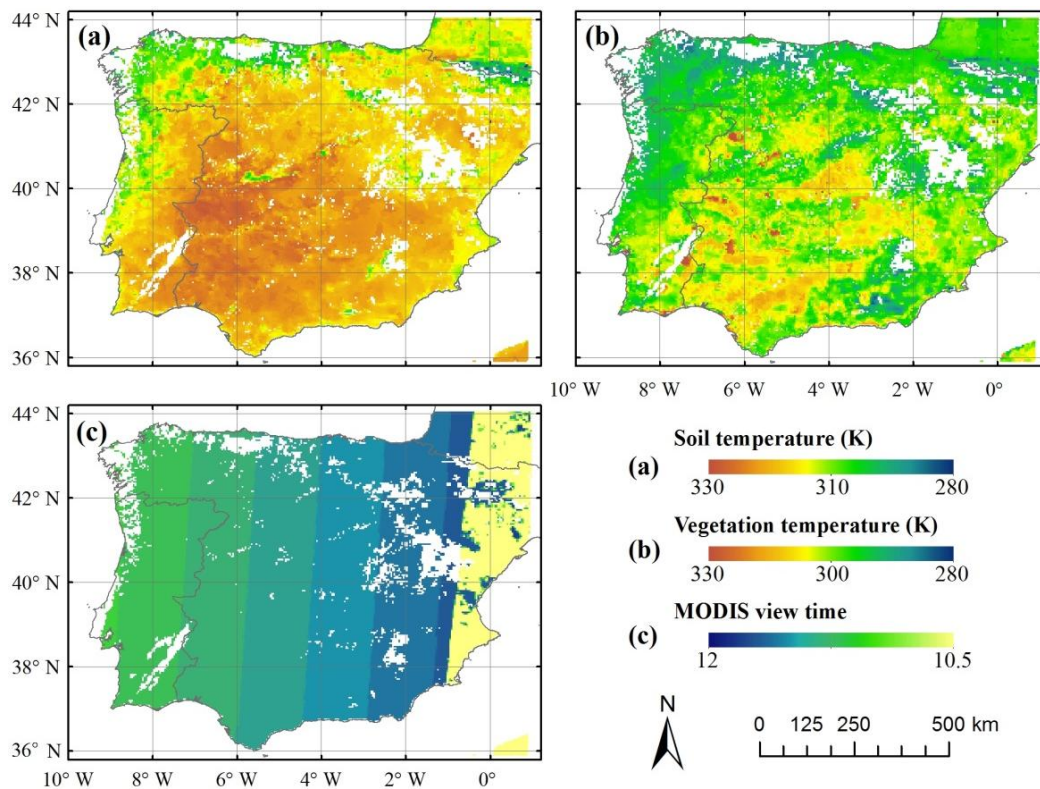 44° N
(a)
(b)
42° N
40° N
38° N
36° N
10° W 8° W 6° W 4° W 2° W 0°
44° N
(c)
42° N
40° N
38° N
36° N
10° W 8° W 6° W 4° W 2° W 0°
Soil temperature (K)
(a)
330 310 280
Vegetation temperature (K)
(b)
330 300 280
MODIS view time
(c)
12 10.5
N
0 125 250 500 km